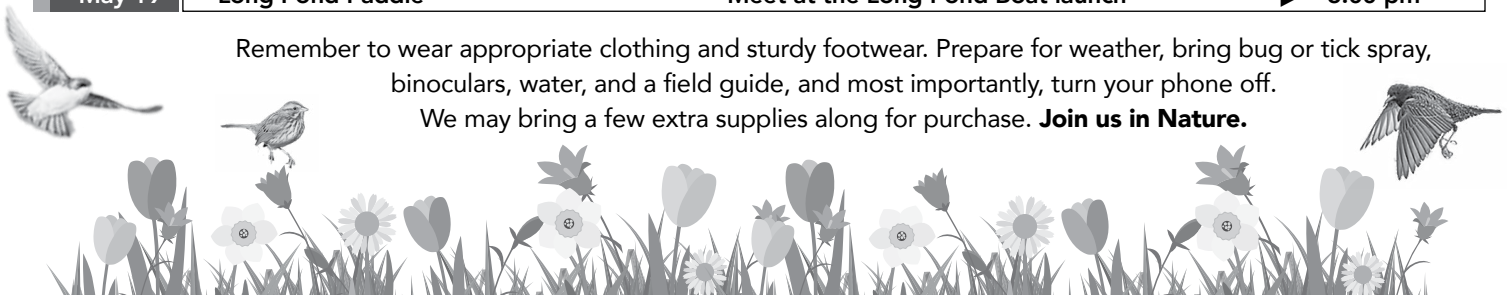 Long Pond Paddle Meet at the Long Pond Boat launch pm
Remember to wear appropriate clothing and sturdy footwear. Prepare for weather, bring bug or tick spray,
binoculars, water, and a field guide, and most importantly, turn your phone off.
We may bring a few extra supplies along for purchase. Join us in Nature.